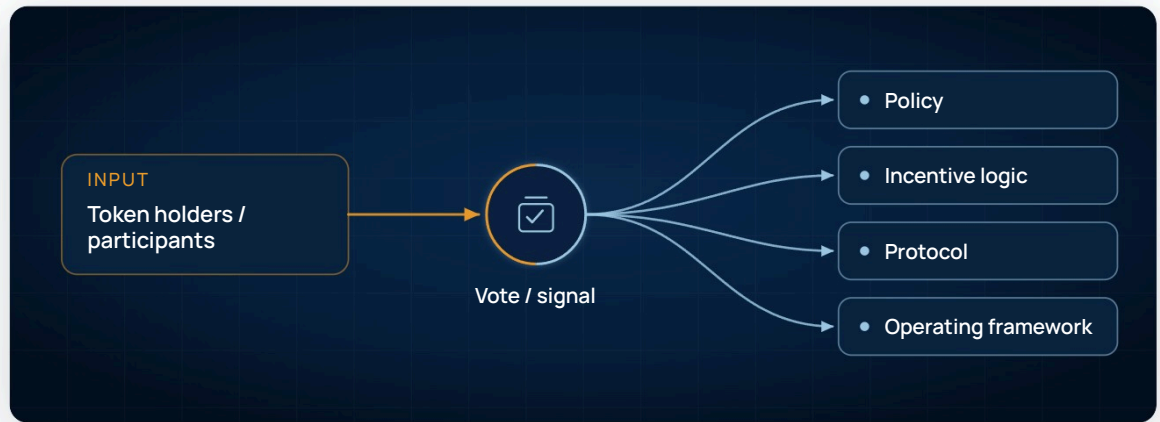 INPUT
Token holders /
participants
Vote / signal
Policy
Incentive logic
Protocol
Operating framework